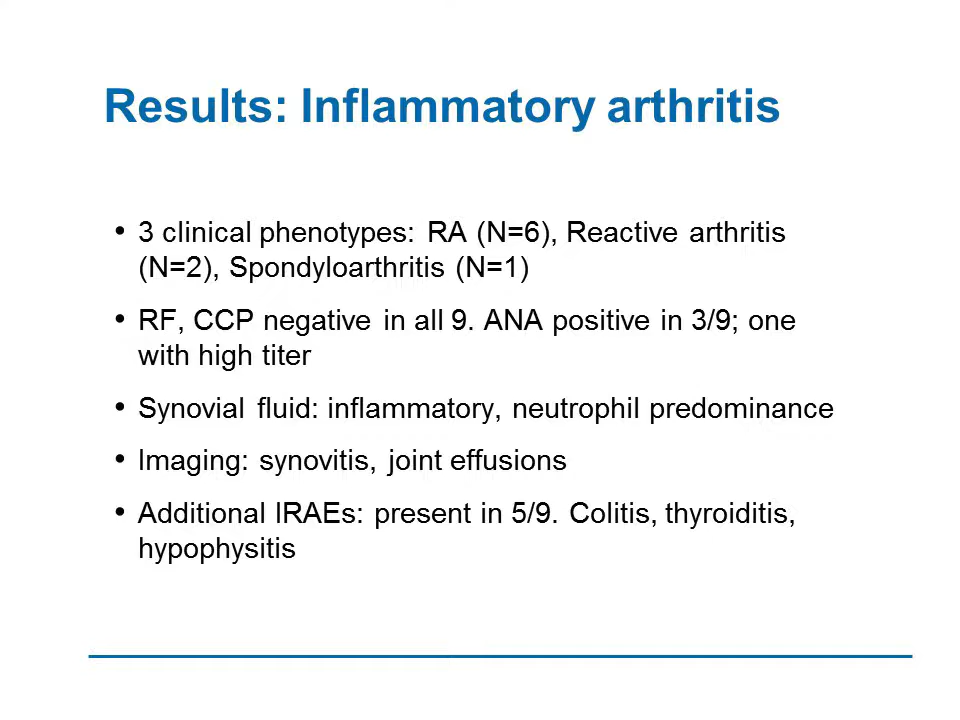 Results: Inflammatory arthritis
• 3 clinical phenotypes: RA (N=6), Reactive arthritis
(N=2), Spondyloarthritis (N=1)
• RF, CCP negative in all 9. ANA positive in 3/9; one
with high titer
• Synovial fluid: inflammatory, neutrophil predominance
• Imaging: synovitis, joint effusions
• Additional IRAEs: present in 5/9. Colitis, thyroiditis,
hypophysitis